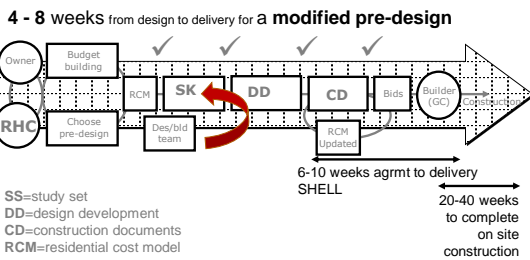 4 - 8 weeks from design to delivery for a modified pre-design
Owner
Budget
building
RHC
Choose
pre-design
RCM
SK
DD
CD
Bids
Builder
(GC)
Construction
Des/bld
team
RCM
Updated
6-10 weeks agrmt to delivery
SHELL
20-40 weeks
to complete
on site
construction
SS=study set
DD=design development
CD=construction documents
RCM=residential cost model